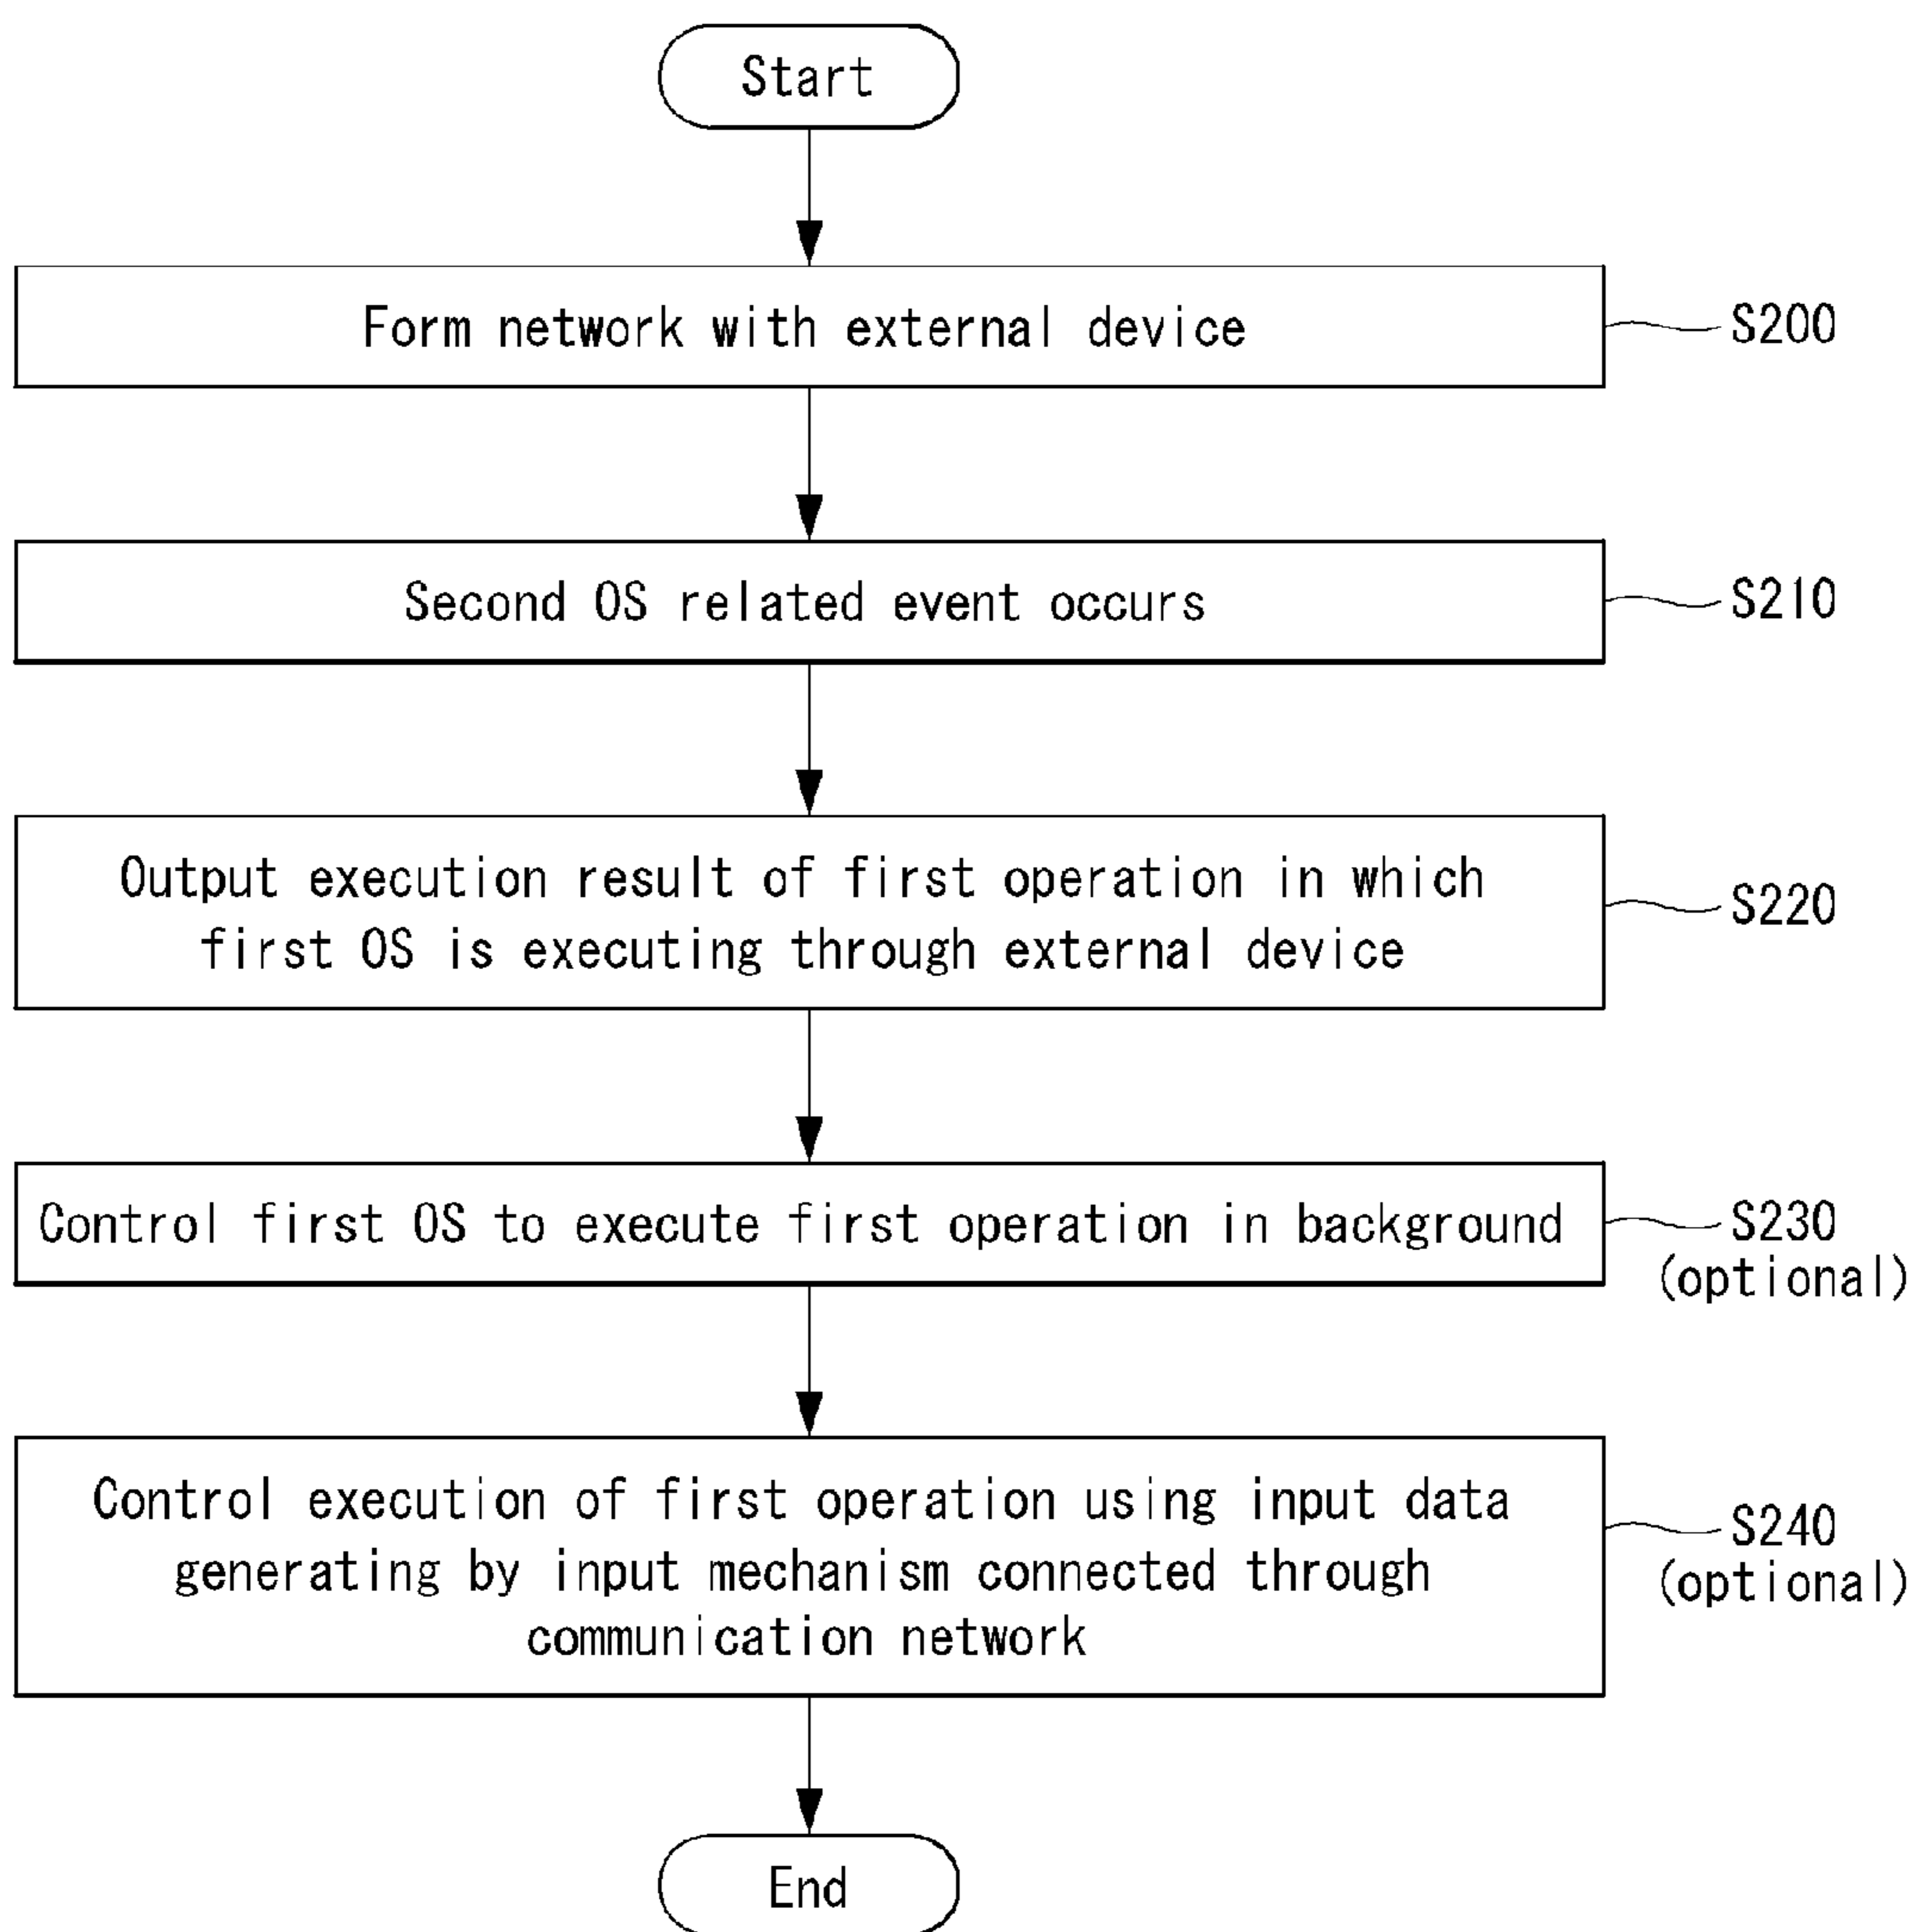 Start
Form network with external device
S200
Second OS related event occurs
S210
Output execution result of first operation in which
first OS is executing through external device
S220
Control first OS to execute first operation in background
S230
(optional)
Control execution of first operation using input data
generating by input mechanism connected through
communication network
S240
(optional)
End